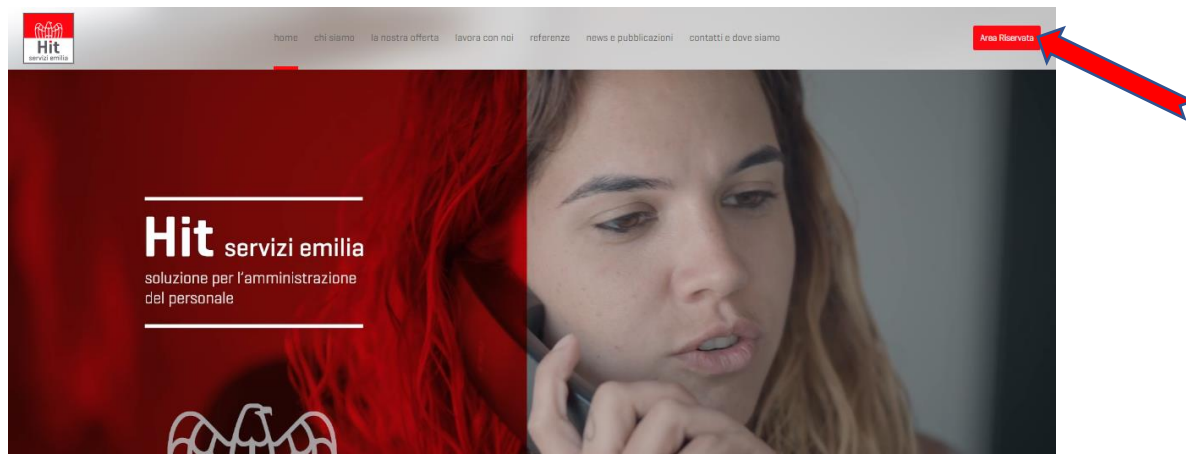 Hit
servizi emilia
home chi siamo la nostra offerta lavora con noi referenze news e pubblicazioni contatti e dove siamo
Area Riservata
Hit servizi emilia
soluzione per l'amministrazione
del personale